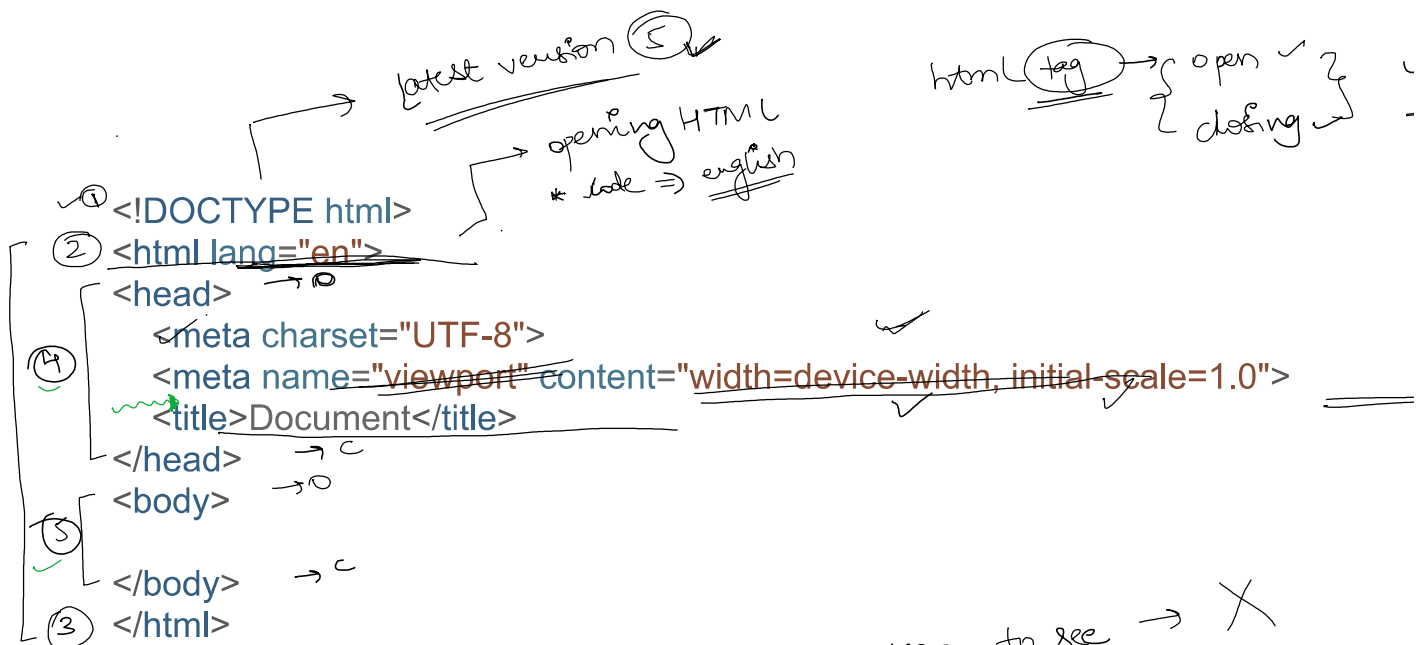 latest version 5
html tag → { open ✓ }
closing ✓
→ opening HTML
* code ⇒ english
① <!DOCTYPE html>
② <html lang="en">
<head> → O
<meta charset="UTF-8">
④ <meta name="viewport" content="width=device-width, initial-scale=1.0">
<title>Document</title>
</head> → C
<body> → O
⑤
</body> → C
③ </html>
to see → X